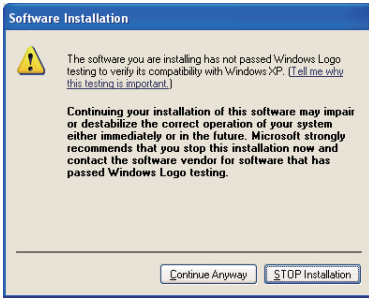 Software Installation
The software you are installing has not passed Windows Logo
testing to verify its compatibility with Windows XP. (Tell me why
this testing is important.)
Continuing your installation of this software may impair
or destabilize the correct operation of your system
either immediately or in the future. Microsoft strongly
recommends that you stop this installation now and
contact the software vendor for software that has
passed Windows Logo testing.
Continue Anyway
STOP Installation